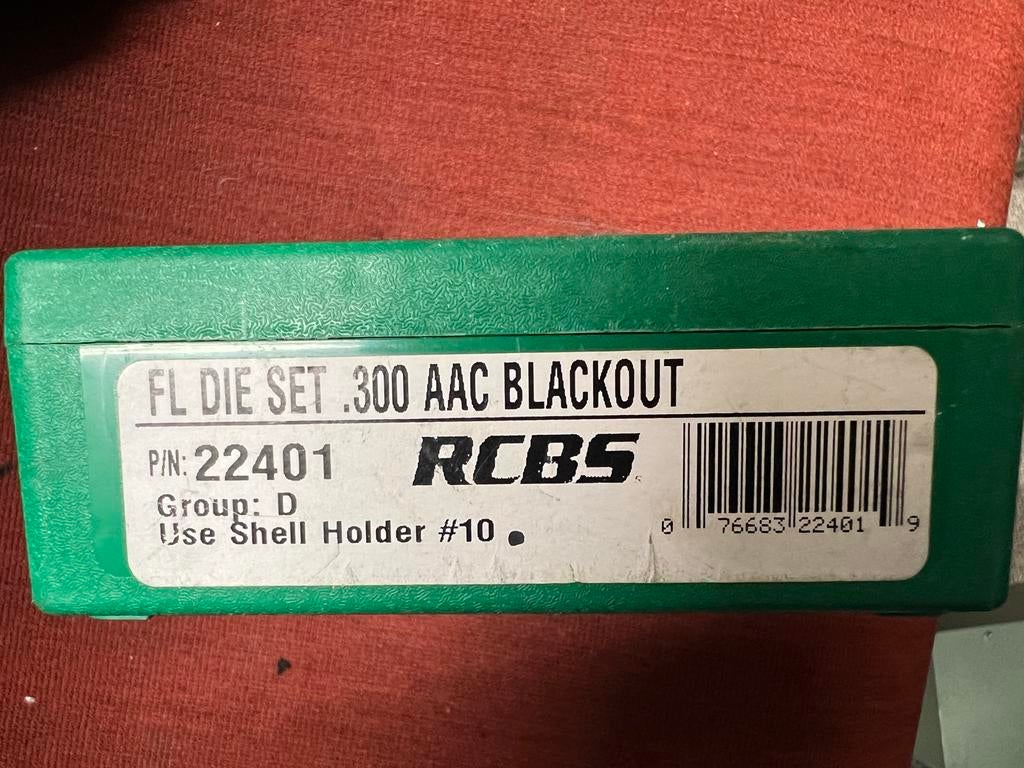 FL DIE SET .300 AAC BLACKOUT
P/N: 22401
RCBS
Group: D
Use Shell Holder #10
0 76683 22401 9